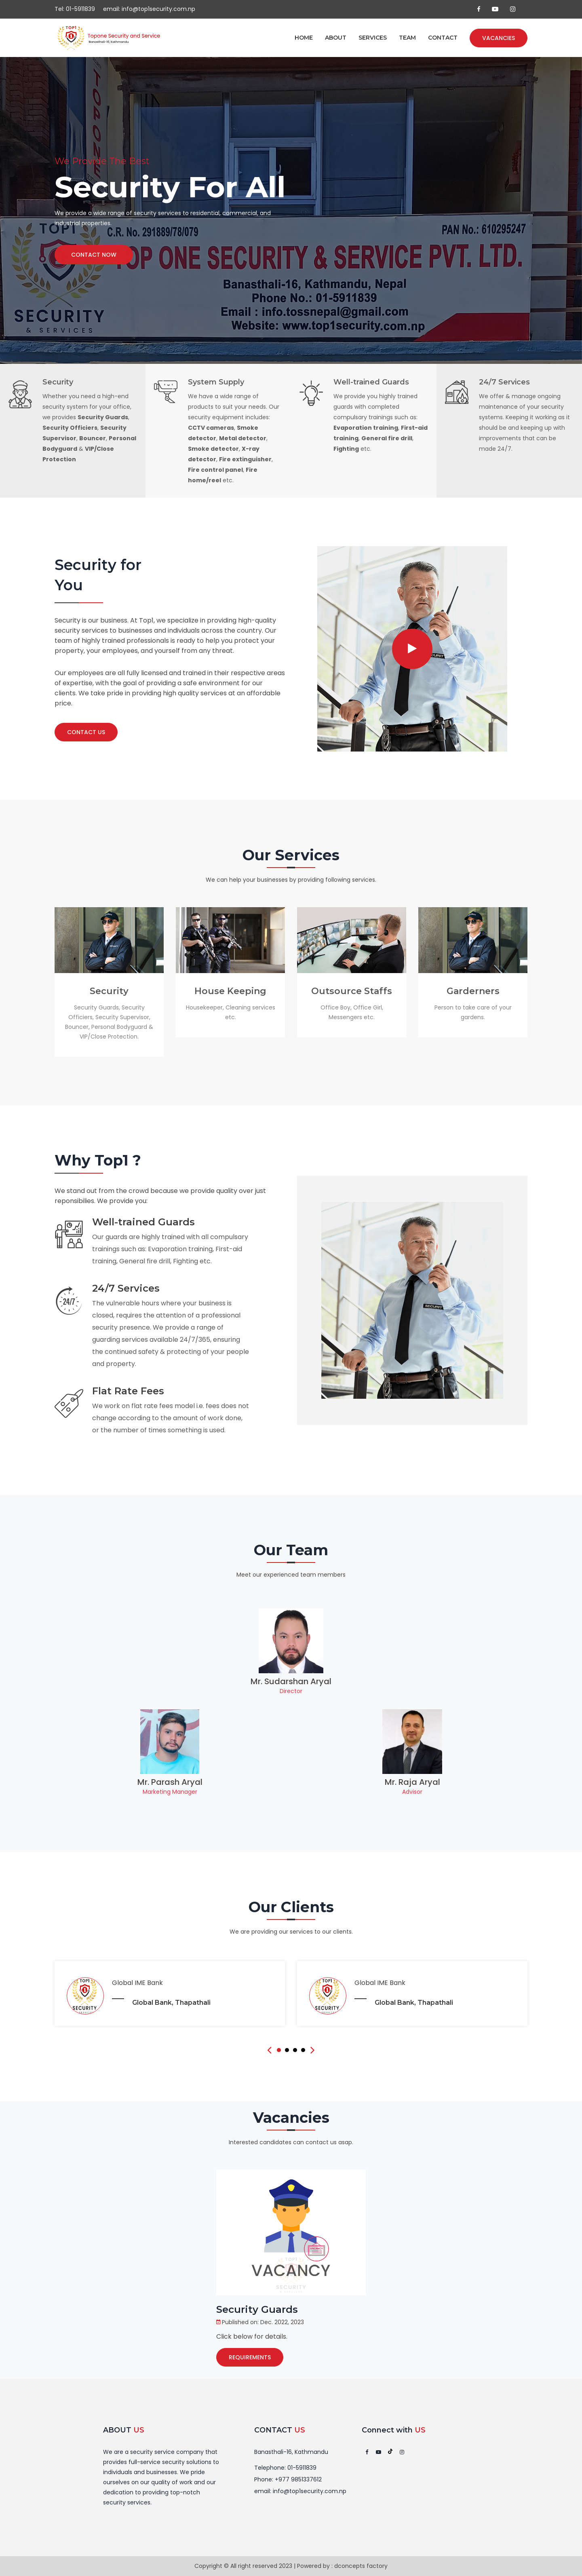 Tel: 01-5911839 email: info@top1security.com.np
TOP1
SECURITY
Topone Security and Service
Banasthali-16, Kathmandu
HOME ABOUT SERVICES TEAM CONTACT VACANCIES
We Provide The Best
Security For All
We provide a wide range of security services to residential, commercial, and
industrial properties.
CONTACT NOW
TOP1
SECURITY
& SERVICES
C.R. No. 291889/78/079
PAN No.: 610295247
TOP ONE SECURITY & SERVICE PVT. LTD.
Banasthali-16, Kathmandu, Nepal
Phone No.: 01-5911839
Email : info.tossnepal@gmail.com
Website: www.top1security.com.np
Security
Whether you need a high-end
security system for your office,
we provides Security Guards,
Security Officiers, Security
Supervisor, Bouncer, Personal
Bodyguard & VIP/Close
Protection
System Supply
We have a wide range of
products to suit your needs. Our
security equipment includes:
CCTV cameras, Smoke
detector, Metal detector,
Smoke detector, X-ray
detector, Fire extinguisher,
Fire control panel, Fire
home/reel etc.
Well-trained Guards
We provide you highly trained
guards with completed
compulsary trainings such as:
Evaporation training, First-aid
training, General fire drill,
Fighting etc.
24/7 Services
We offer & manage ongoing
maintenance of your security
systems. Keeping it working as it
should be and keeping up with
improvements that can be
made 24/7.
Security for
You
Security is our business. At Top1, we specialize in providing high-quality
security services to businesses and individuals across the country. Our
team of highly trained professionals is ready to help you protect your
property, your employees, and yourself from any threat.
Our employees are all fully licensed and trained in their respective areas
of expertise, with the goal of providing a safe environment for our
clients. We take pride in providing high quality services at an affordable
price.
CONTACT US
Our Services
We can help your businesses by providing following services.
Security
Security Guards, Security
Officiers, Security Supervisor,
Bouncer, Personal Bodyguard &
VIP/Close Protection
House Keeping
Housekeeper, Cleaning services
etc.
Outsource Staffs
Office Boy, Office Girl,
Messengers etc.
Garderners
Person to take care of your
gardens.
Why Top1 ?
We stand out from the crowd because we provide quality over just
reponsibilies. We provide you:
Well-trained Guards
Our guards are highly trained with all compulsary
trainings such as: Evaporation training, First-aid
training, General fire drill, Fighting etc.
24/7
24/7 Services
The vulnerable hours where your business is
closed, requires the attention of a professional
security presence. We provide a range of
guarding services available 24/7/365, ensuring
the continued safety & protecting of your people
and property.
Flat Rate Fees
We work on flat rate fees model i.e. fees does not
change according to the amount of work done,
or the number of times something is used.
Our Team
Meet our experienced team members
Mr. Sudarshan Aryal
Director
Mr. Parash Aryal
Marketing Manager
Mr. Raja Aryal
Advisor
Our Clients
We are providing our services to our clients.
TOP1
SECURITY
Global IME Bank
Global Bank, Thapathali
TOP1
SECURITY
Global IME Bank
Global Bank, Thapathali
Vacancies
Interested candidates can contact us asap.
VACANCY
SECURITY
Security Guards
Published on: Dec. 2022, 2023
Click below for details.
REQUIREMENTS
ABOUT US
We are a security service company that
provides full-service security solutions to
individuals and businesses. We pride
ourselves on our quality of work and our
dedication to providing top-notch
security services.
CONTACT US
Banasthali-16, Kathmandu
Telephone: 01-5911839
Phone: +977 9851337612
email: info@top1security.com.np
Connect with US
Copyright © All right reserved 2023 | Powered by : dconcepts factory